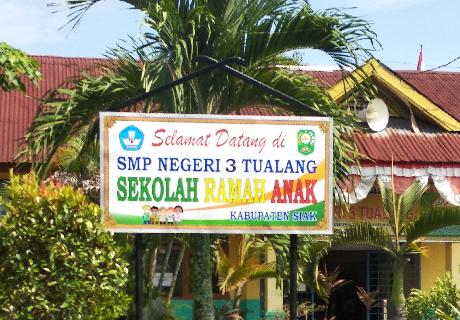 Selamat Datang di
SMP NEGERI 3 TUALANG
SEKOLAH RAMAH ANAK
KABUPATEN SIAK